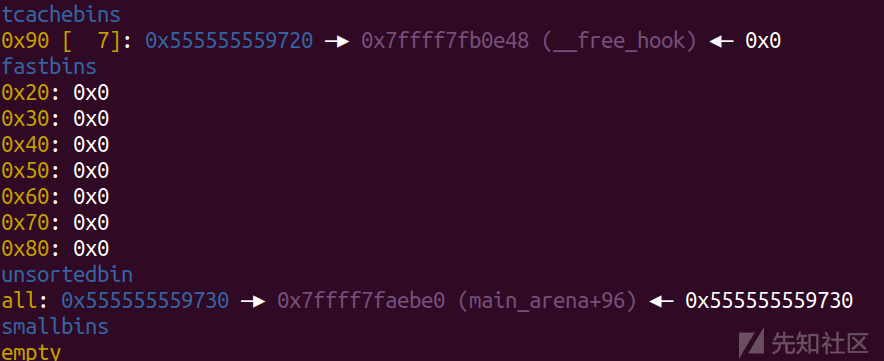 tcachebins
0x90 [  7]: 0x555555559720 —▸ 0x7ffff7fb0e48 (__free_hook) ◂— 0x0
fastbins
0x20: 0x0
0x30: 0x0
0x40: 0x0
0x50: 0x0
0x60: 0x0
0x70: 0x0
0x80: 0x0
unsortedbin
all: 0x555555559730 —▸ 0x7ffff7faebe0 (main_arena+96) ◂— 0x555555559730
smallbins
empty
先知社区